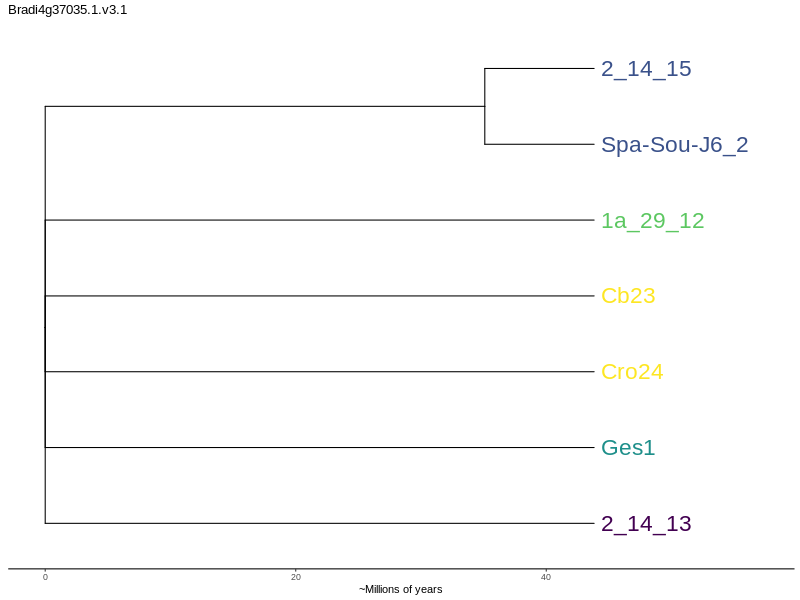 Bradi4g37035.1.v3.1
2_14_15
Spa-Sou-J6_2
1a_29_12
Cb23
Cro24
Ges1
2_14_13
0 20 40
~Millions of years